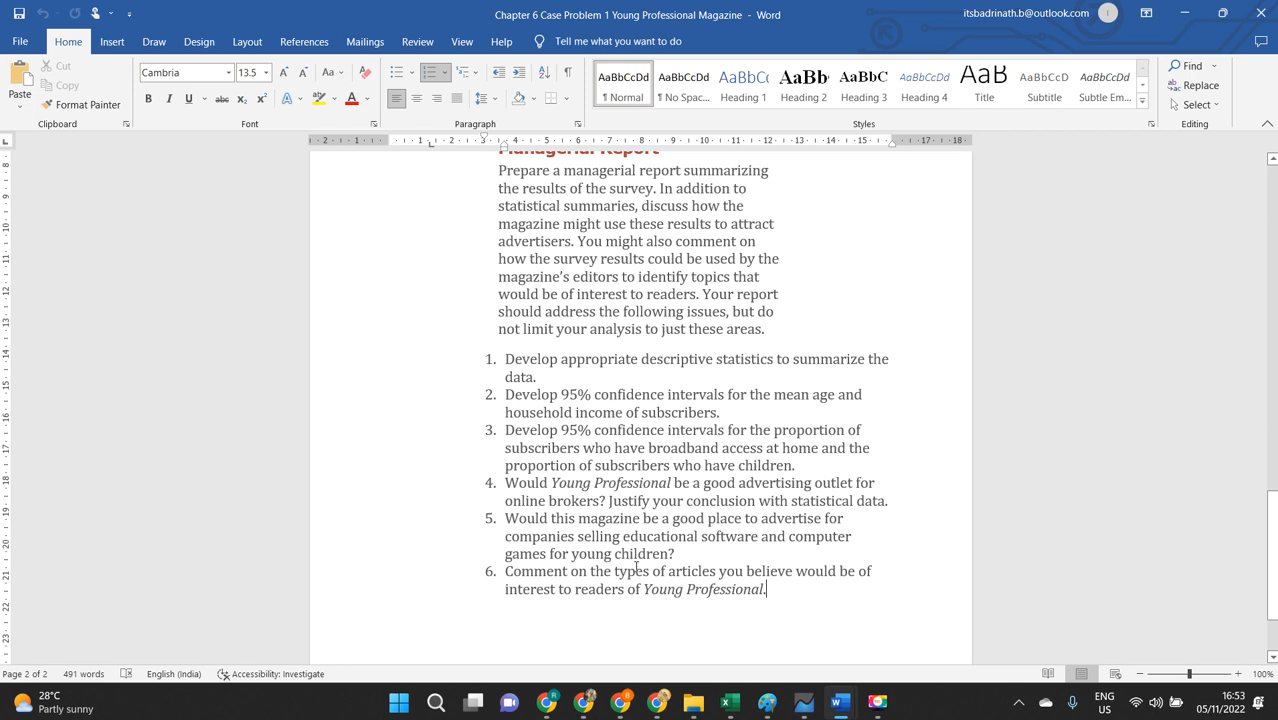 Chapter 6 Case Problem 1 Young Professional Magazine - Word
itsbadrinath.b@outlook.com
I
File Home Insert Draw Design Layout References Mailings Review View Help Tell me what you want to do
Paste
Cut
Copy
Format Painter
Clipboard
Cambria 13.5
Font
Paragraph
AaBbCcDd ¶ Normal
AaBbCcDd ¶ No Spac...
AaBbCcD Heading 1
AaBb Heading 2
AaBbC Heading 3
AaBbCcDd Heading 4
AaB Title
AaBbCcD Subtitle
AaBbCcDd Subtle Em...
Styles
Find
Replace
Select
Editing
Managerial Report
Prepare a managerial report summarizing
the results of the survey. In addition to
statistical summaries, discuss how the
magazine might use these results to attract
advertisers. You might also comment on
how the survey results could be used by the
magazine's editors to identify topics that
would be of interest to readers. Your report
should address the following issues, but do
not limit your analysis to just these areas.
1. Develop appropriate descriptive statistics to summarize the
data.
2. Develop 95% confidence intervals for the mean age and
household income of subscribers.
3. Develop 95% confidence intervals for the proportion of
subscribers who have broadband access at home and the
proportion of subscribers who have children.
4. Would Young Professional be a good advertising outlet for
online brokers? Justify your conclusion with statistical data.
5. Would this magazine be a good place to advertise for
companies selling educational software and computer
games for young children?
6. Comment on the types of articles you believe would be of
interest to readers of Young Professional.
Page 2 of 2 491 words English (India) Accessibility: Investigate 100%
28°C
Partly sunny
ENG
US
16:53
05/11/2022